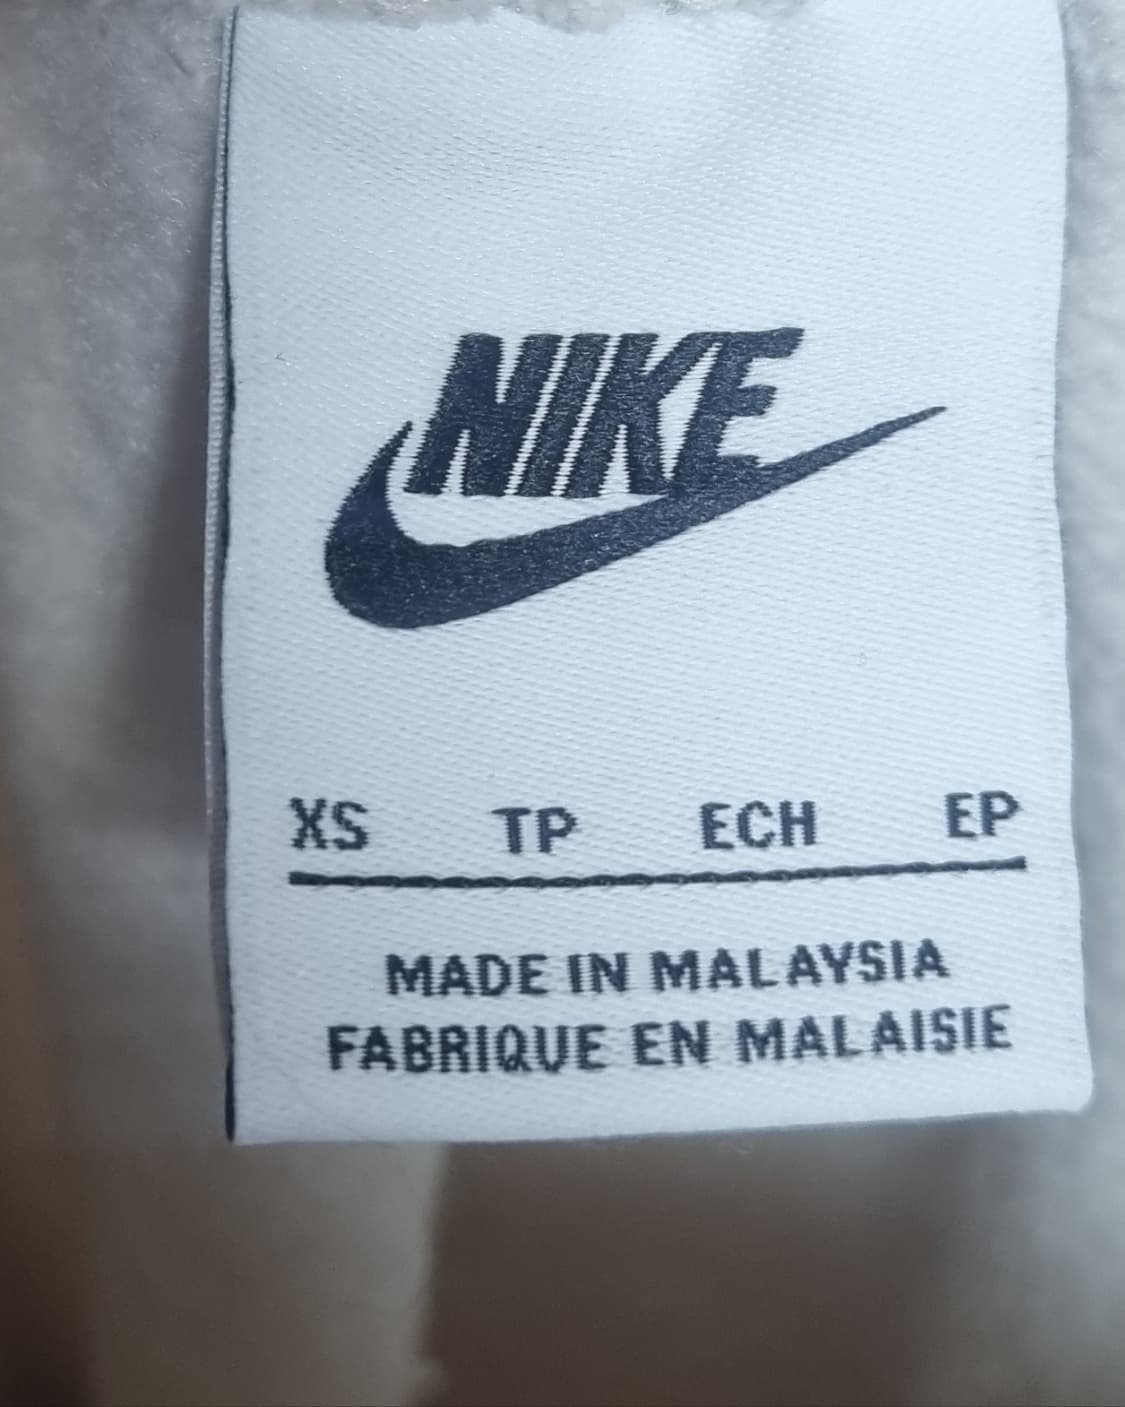 NIKE
XS TP ECH EP
MADE IN MALAYSIA
FABRIQUE EN MALAISIE